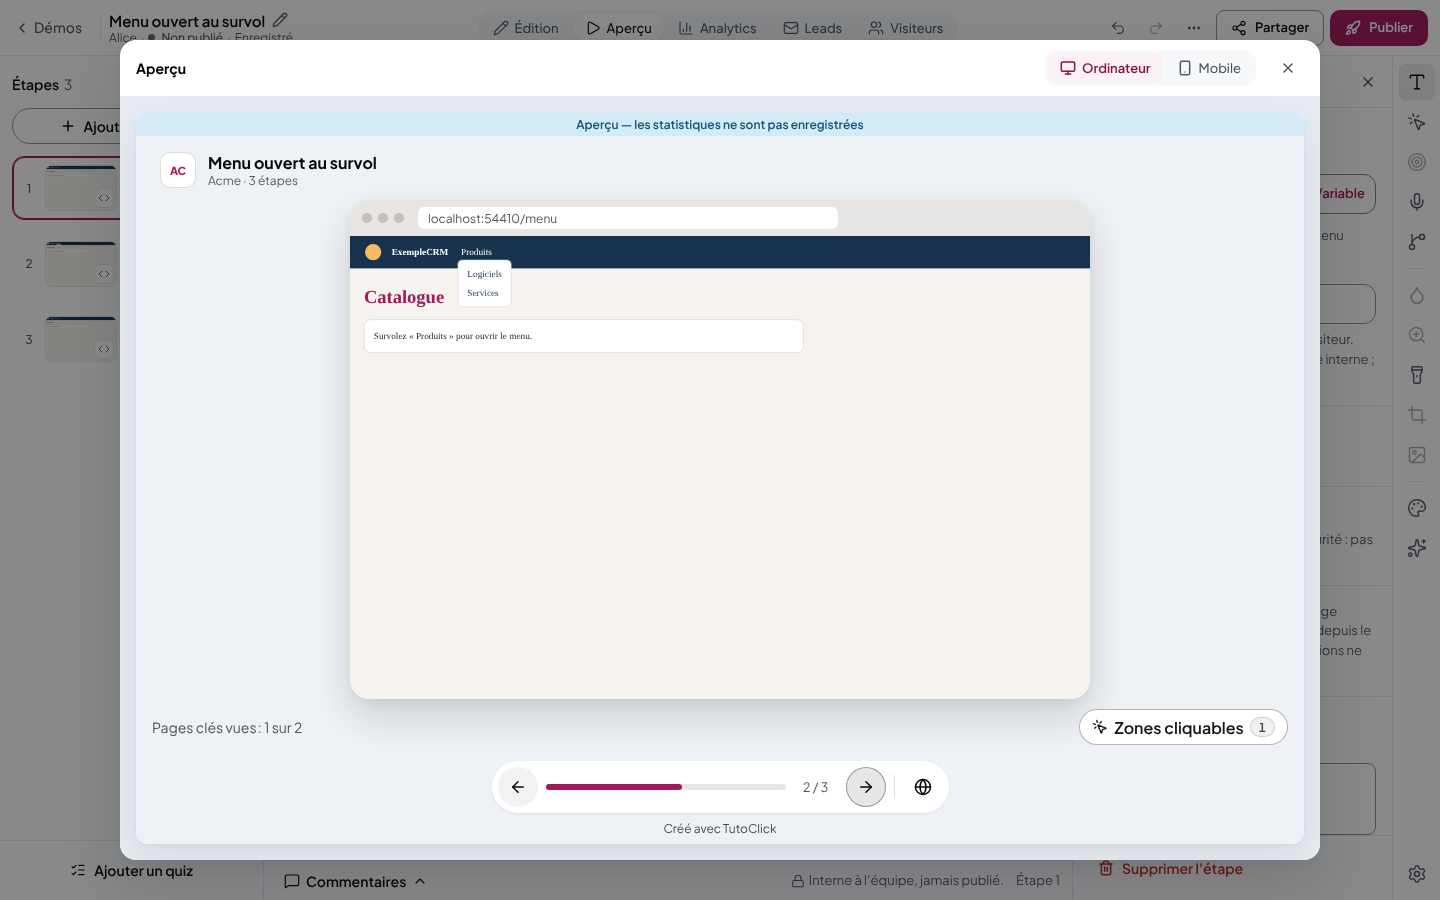 Démos
Menu ouvert au survol
Alice · Non publié · Enregistré
Édition
Aperçu
Analytics
Leads
Visiteurs
Partager
Publier
Étapes 3
Aperçu
Ordinateur
Mobile
Ajout
Aperçu — les statistiques ne sont pas enregistrées
AC
Menu ouvert au survol
Acme · 3 étapes
1
2
3
localhost:54410/menu
ExempleCRM
Produits
Logiciels
Services
Catalogue
Survolez « Produits » pour ouvrir le menu.
Variable
enu
siteur.
e interne ;
urité : pas
ge
depuis le
ions ne
Pages clés vues : 1 sur 2
Zones cliquables 1
2 / 3
Créé avec TutoClick
Ajouter un quiz
Commentaires
Interne à l'équipe, jamais publié.
Étape 1
Supprimer l'étape